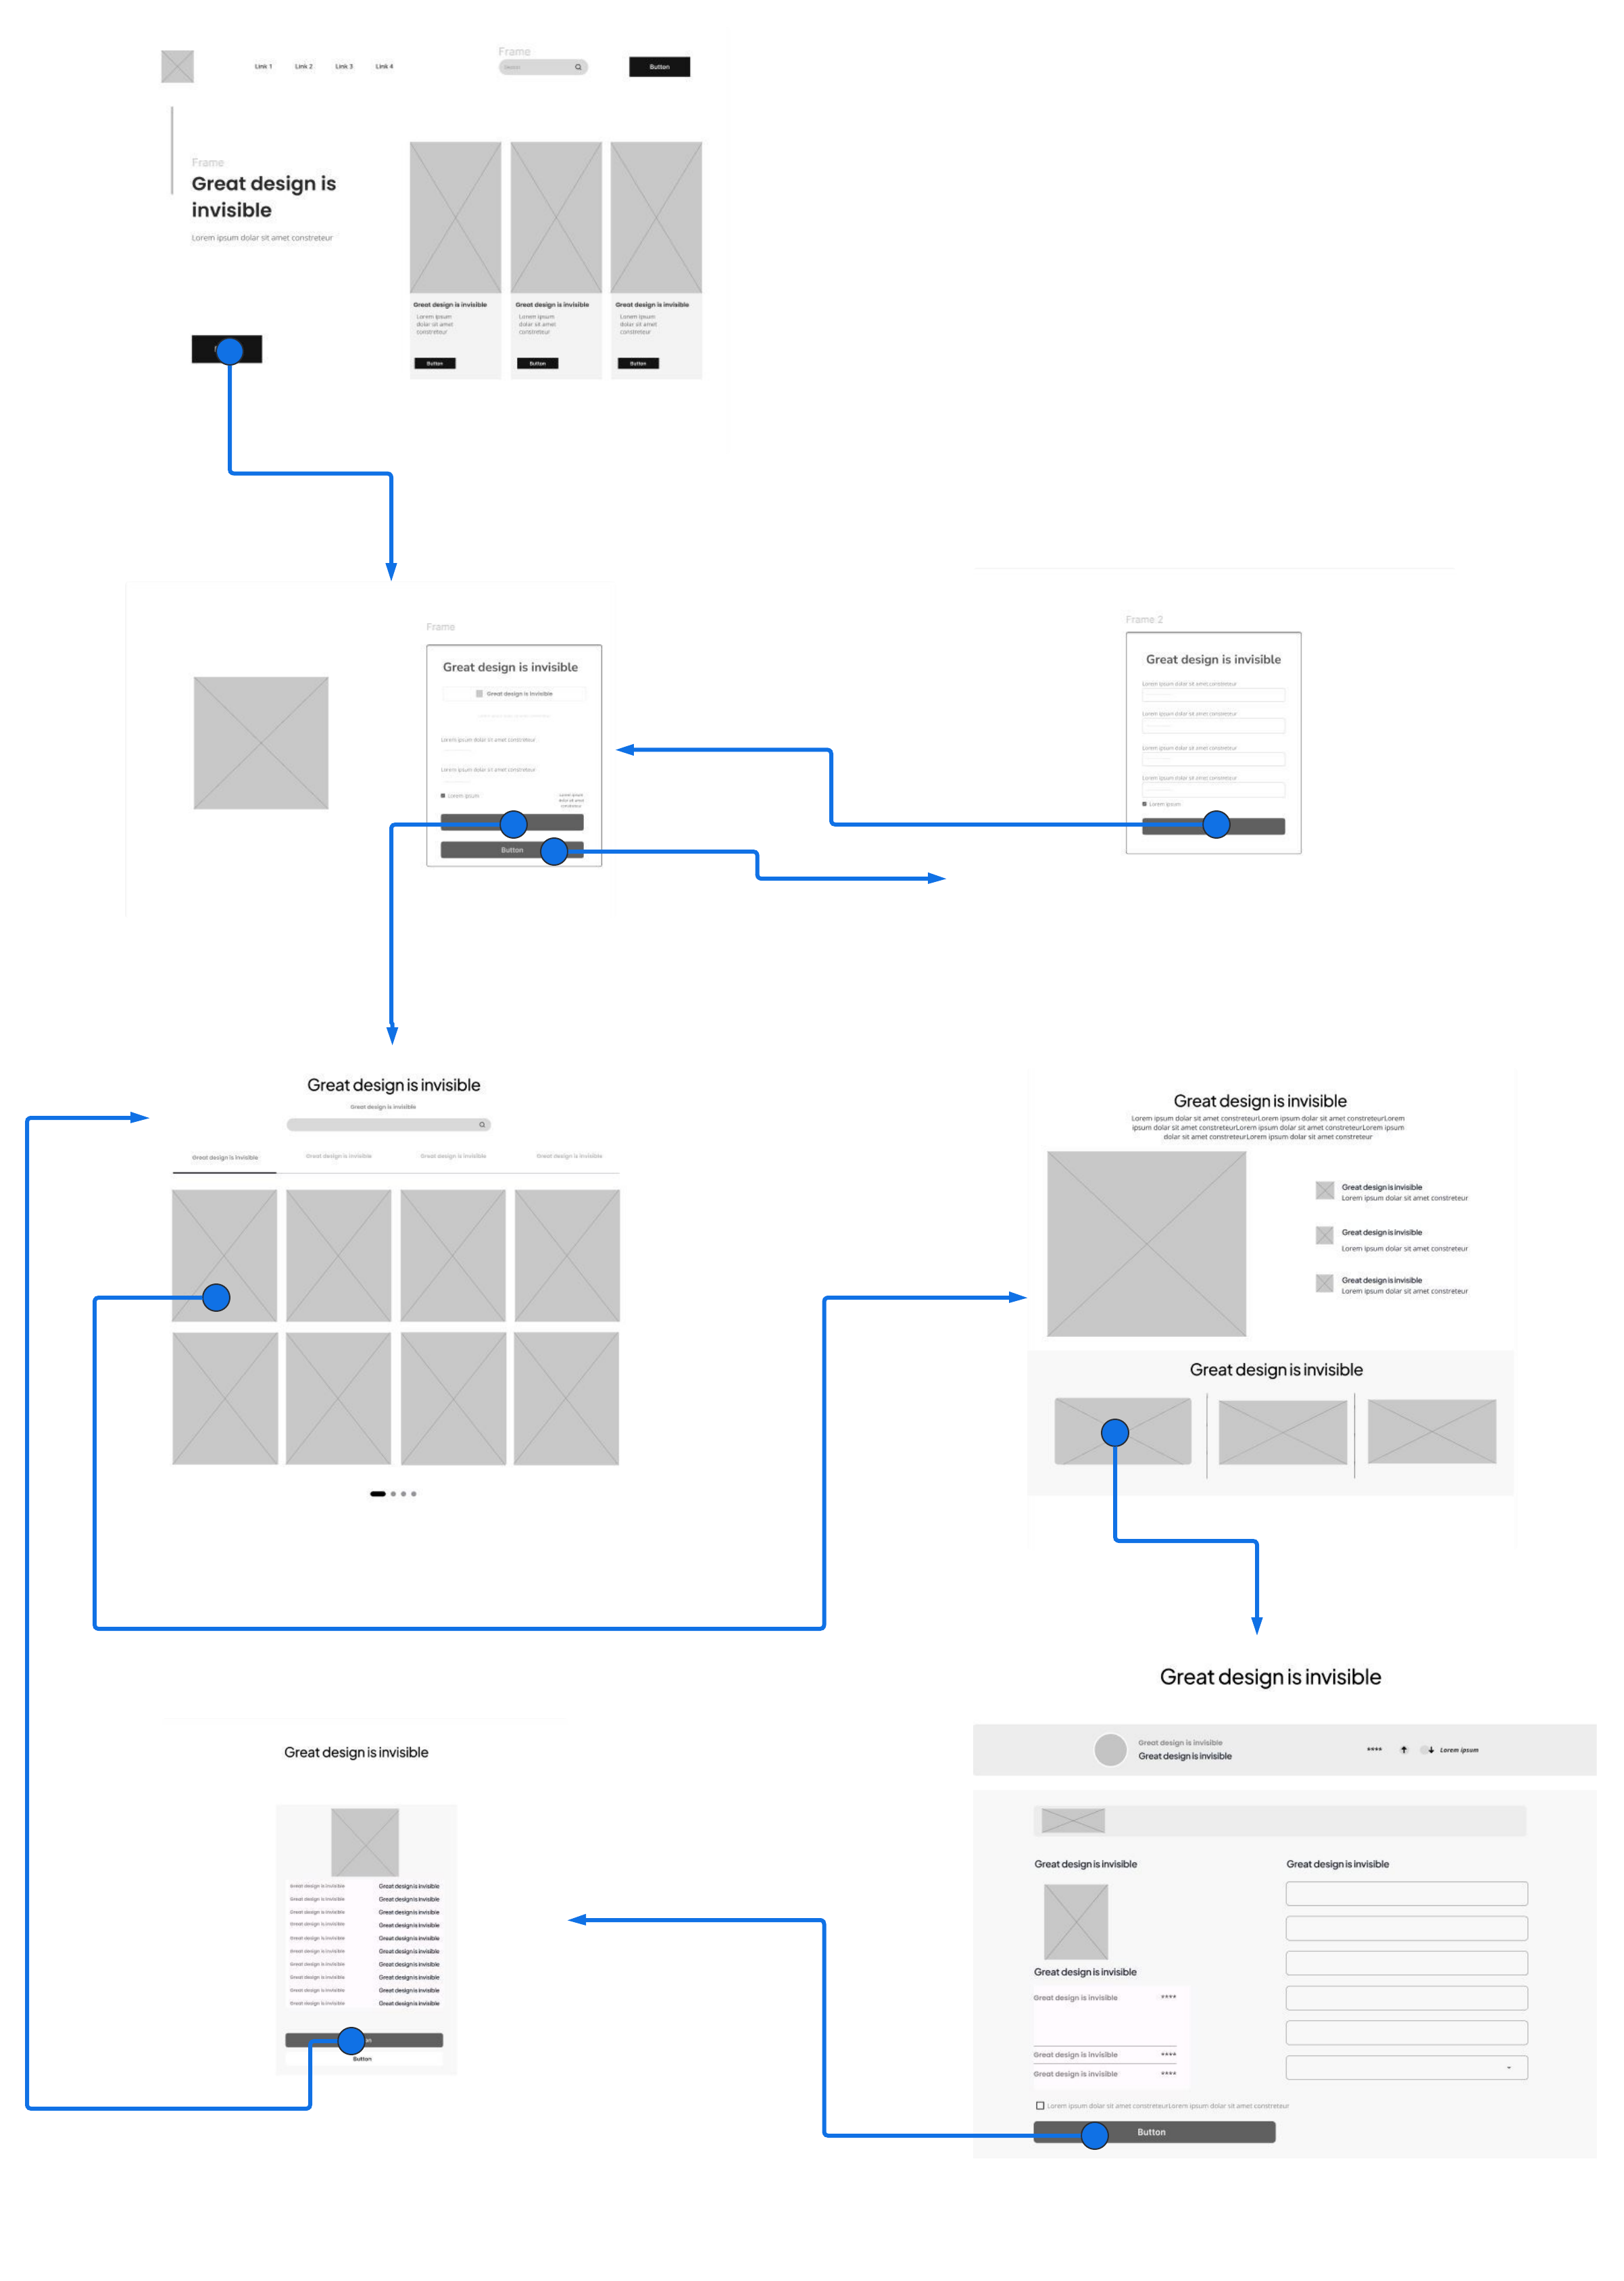 Frame
Link 1
Link 2
Link 3
Link 4
Button
Frame
Great design is
invisible
Lorem ipsum dolar sit amet constreteur
Great design is invisible
Lorem ipsum
dolar sit amet
constreteur
Button
Great design is invisible
Lorem ipsum
dolar sit amet
constreteur
Button
Great design is invisible
Lorem ipsum
dolar sit amet
constreteur
Button
Frame
Great design is invisible
Great design is invisible
Lorem ipsum dolar sit amet constreteur
Lorem ipsum dolar sit amet constreteur
Lorem ipsum
Lorem ipsum
dolar sit amet
constreteur
Button
Frame 2
Great design is invisible
Lorem ipsum dolar sit amet constreteur
Lorem ipsum dolar sit amet constreteur
Lorem ipsum dolar sit amet constreteur
Lorem ipsum dolar sit amet constreteur
Lorem ipsum
Great design is invisible
Great design is invisible
Great design is invisible
Great design is invisible
Great design is invisible
Great design is invisible
Great design is invisible
Lorem ipsum dolar sit amet constreteurLorem ipsum dolar sit amet constreteurLorem
ipsum dolar sit amet constreteurLorem ipsum dolar sit amet constreteurLorem ipsum
dolar sit amet constreteurLorem ipsum dolar sit amet constreteur
Great design is invisible
Lorem ipsum dolar sit amet constreteur
Great design is invisible
Lorem ipsum dolar sit amet constreteur
Great design is invisible
Lorem ipsum dolar sit amet constreteur
Great design is invisible
Great design is invisible
Great design is invisible
Great design is invisible
**** Lorem ipsum
Great design is invisible
Great design is invisible
Great design is invisible
Great design is invisible ****
Great design is invisible ****
Great design is invisible ****
Lorem ipsum dolar sit amet constreteurLorem ipsum dolar sit amet constreteur
Button
Great design is invisible
Great design is invisible Great design is invisible
Great design is invisible Great design is invisible
Great design is invisible Great design is invisible
Great design is invisible Great design is invisible
Great design is invisible Great design is invisible
Great design is invisible Great design is invisible
Great design is invisible Great design is invisible
Great design is invisible Great design is invisible
Great design is invisible Great design is invisible
Great design is invisible Great design is invisible
Button